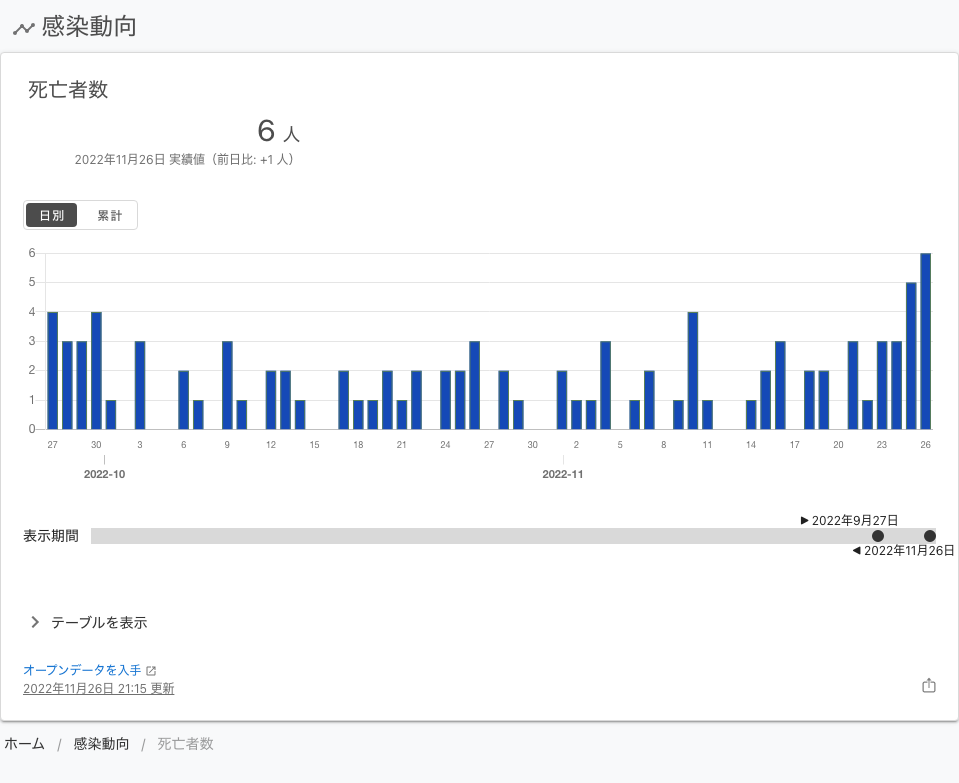 感染動向
死亡者数
6 人
2022年11月26日 実績値（前日比: +1 人）
日別 累計
6
5
4
3
2
1
0
27 30 3 6 9 12 15 18 21 24 27 30 2 5 8 11 14 17 20 23 26
2022-10 2022-11
▶ 2022年9月27日
表示期間
◀ 2022年11月26日
テーブルを表示
オープンデータを入手
2022年11月26日 21:15 更新
ホーム / 感染動向 / 死亡者数